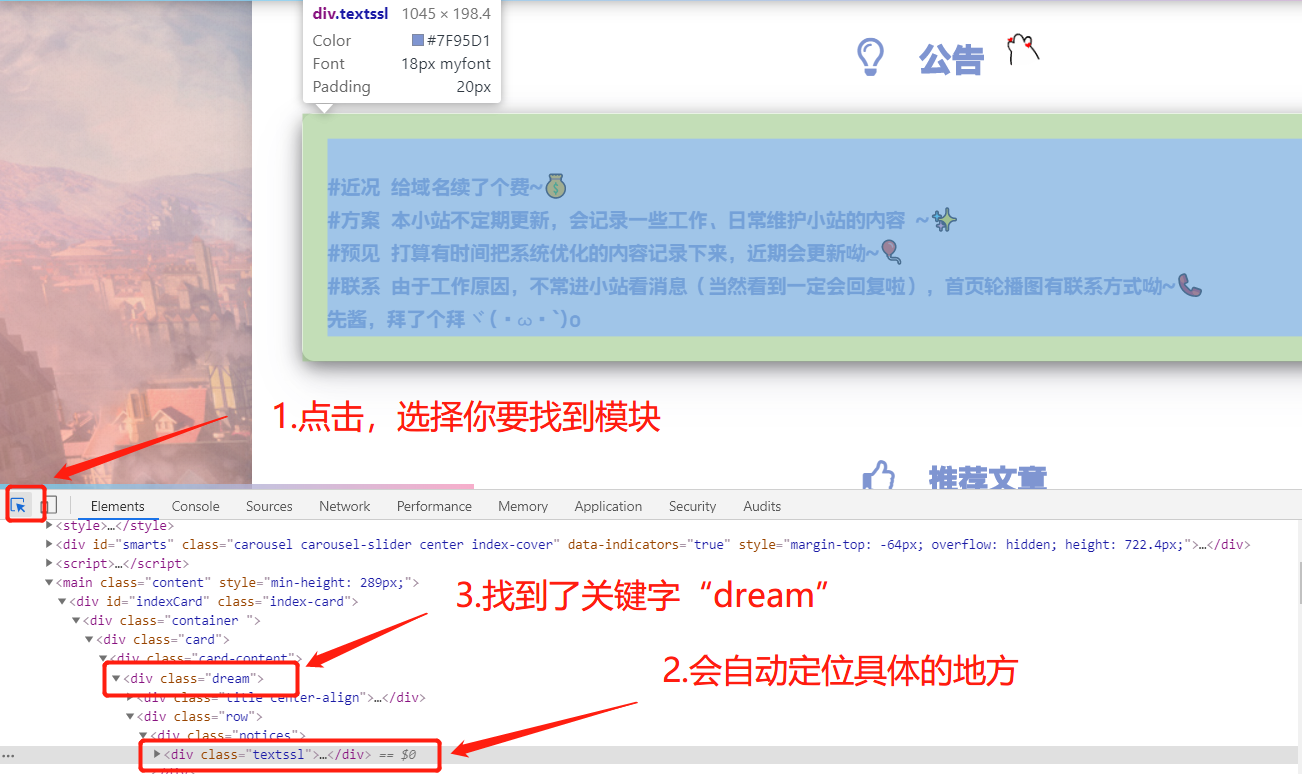 div.textssl 1045 × 198.4
Color #7F95D1
Font 18px myfont
Padding 20px
公告
#近况 给域名续了个费~
#方案 本小站不定期更新，会记录一些工作、日常维护小站的内容 ~
#预见 打算有时间把系统优化的内容记录下来，近期会更新呦~
#联系 由于工作原因，不常进小站看消息（当然看到一定会回复啦），首页轮播图有联系方式呦~
先酱，拜了个拜ヾ(・ω・`)o
1.点击，选择你要找到模块
推荐文章
Elements Console Sources Network Performance Memory Application Security Audits
<style>…</style>
<div id="smarts" class="carousel carousel-slider center index-cover" data-indicators="true" style="margin-top: -64px; overflow: hidden; height: 722.4px;">…</div>
<script>…</script>
<main class="content" style="min-height: 289px;">
3.找到了关键字“dream”
<div id="indexCard" class="index-card">
<div class="container ">
<div class="card">
<div class="card-content">
2.会自动定位具体的地方
<div class="dream">
<div class="title center-align">…</div>
<div class="row">
<div class="notices">
<div class="textssl">…</div> == $0
</div>